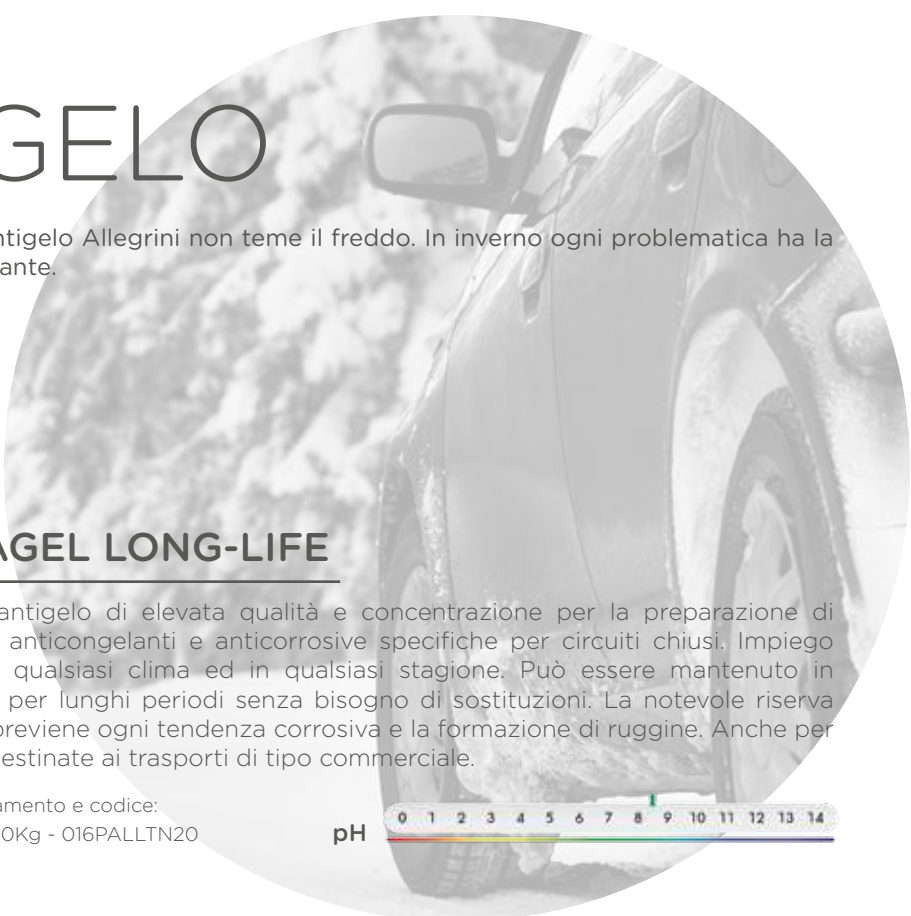 GELO
ntigelo Allegrini non teme il freddo. In inverno ogni problematica ha la
ante.
AGEL LONG-LIFE
antigelo di elevata qualità e concentrazione per la preparazione di
anticongelanti e anticorrosive specifiche per circuiti chiusi. Impiego
qualsiasi clima ed in qualsiasi stagione. Può essere mantenuto in
per lunghi periodi senza bisogno di sostituzioni. La notevole riserva
previene ogni tendenza corrosiva e la formazione di ruggine. Anche per
estinate ai trasporti di tipo commerciale.
amento e codice:
0Kg - 016PALLTN20
pH 0 1 2 3 4 5 6 7 8 9 10 11 12 13 14